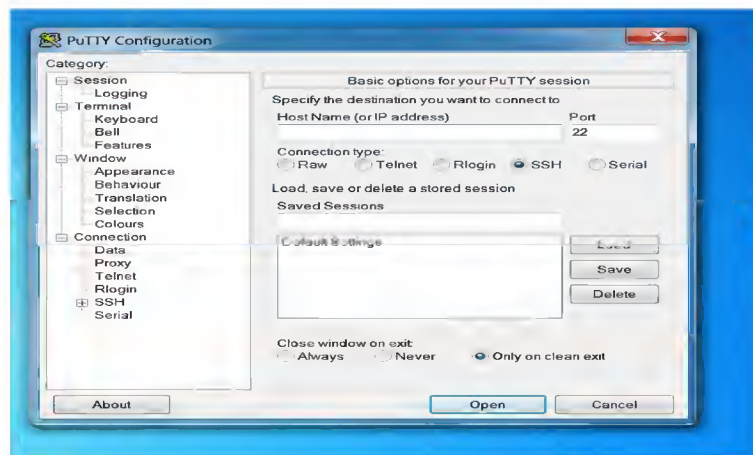 PuTTY Configuration
Category:
Session
Logging
Terminal
Keyboard
Bell
Features
Window
Appearance
Behaviour
Translation
Selection
Colours
Connection
Data
Proxy
Telnet
Rlogin
SSH
Serial
Basic options for your PuTTY session
Specify the destination you want to connect to
Host Name (or IP address) Port
22
Connection type:
Raw Telnet Rlogin SSH Serial
Load, save or delete a stored session
Saved Sessions
Default Settings
Load
Save
Delete
Close window on exit:
Always Never Only on clean exit
About Open Cancel